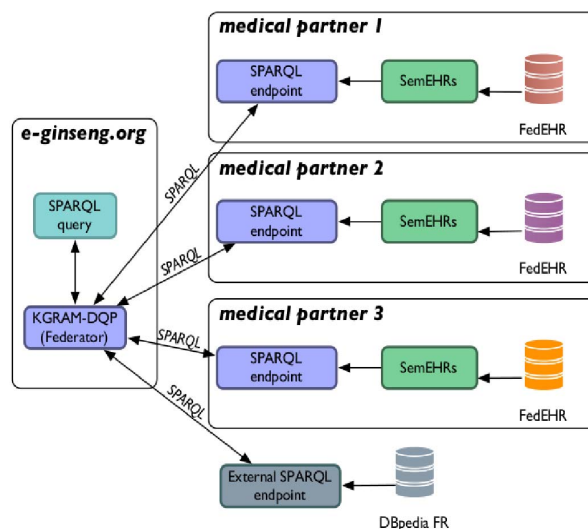 medical partner 1
SPARQL
endpoint
SemEHRs
FedEHR
e-ginseng.org
SPARQL
query
KGRAM-DQP
(Federator)
SPARQL
SPARQL
SPARQL
SPARQL
medical partner 2
SPARQL
endpoint
SemEHRs
FedEHR
medical partner 3
SPARQL
endpoint
SemEHRs
FedEHR
External SPARQL
endpoint
DBpedia FR